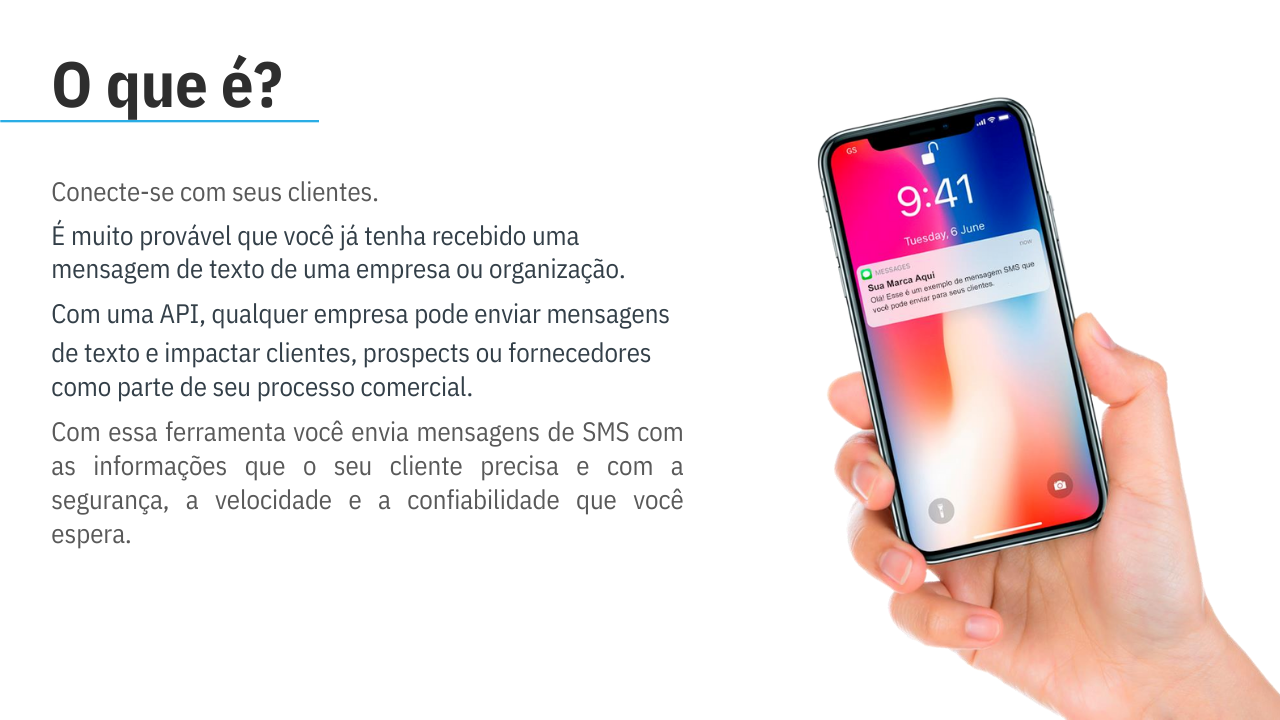 O que é?
Conecte-se com seus clientes.
É muito provável que você já tenha recebido uma
mensagem de texto de uma empresa ou organização.
Com uma API, qualquer empresa pode enviar mensagens
de texto e impactar clientes, prospects ou fornecedores
como parte de seu processo comercial.
Com essa ferramenta você envia mensagens de SMS com
as informações que o seu cliente precisa e com a
segurança, a velocidade e a confiabilidade que você
espera.
GS
9:41
Tuesday, 6 June
MESSAGES
now
Sua Marca Aqui
Olá! Esse é um exemplo de mensagem SMS que
você pode enviar para seus clientes.